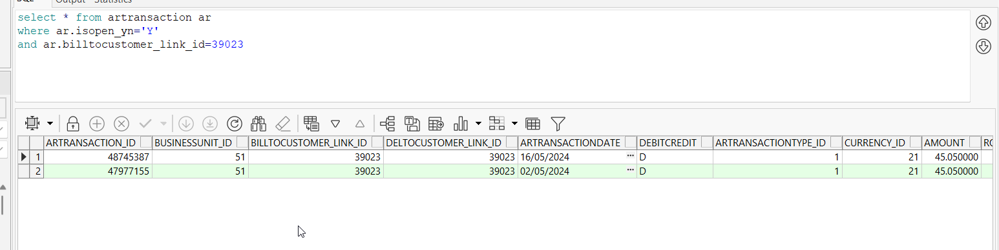 SQL Output Statistics
select * from artransaction ar
where ar.isopen_yn='Y'
and ar.billtocustomer_link_id=39023
ARTRANSACTION_ID BUSINESSUNIT_ID BILLTOCUSTOMER_LINK_ID DELTOCUSTOMER_LINK_ID ARTRANSACTIONDATE DEBITCREDIT ARTRANSACTIONTYPE_ID CURRENCY_ID AMOUNT
1 48745387 51 39023 39023 16/05/2024 ... D 1 21 45.050000
2 47977155 51 39023 39023 02/05/2024 ... D 1 21 45.050000